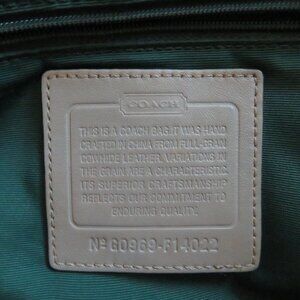 COACH
THIS IS A COACH BAG. IT WAS HAND
CRAFTED IN CHINA FROM FULL-GRAIN
COWHIDE LEATHER. VARIATIONS IN
THE GRAIN ARE A CHARACTERISTIC.
ITS SUPERIOR CRAFTSMANSHIP
REFLECTS OUR COMMITMENT TO
ENDURING QUALITY.
Nº G0969-F14022